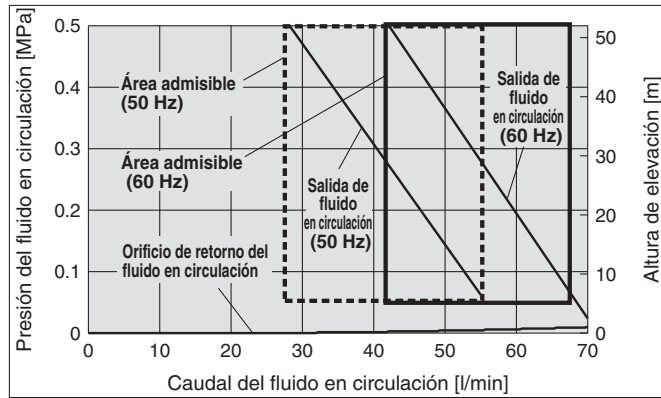 Presión del fluido en circulación [MPa]
0.5
0.4
0.3
0.2
0.1
0
Área admisible
(50 Hz)
Área admisible
(60 Hz)
Orificio de retorno del
fluido en circulación
Salida de
fluido
en circulación
(50 Hz)
Salida de
fluido
en circulación
(60 Hz)
50
40
30
20
10
0
Altura de elevación [m]
0 10 20 30 40 50 60 70
Caudal del fluido en circulación [l/min]